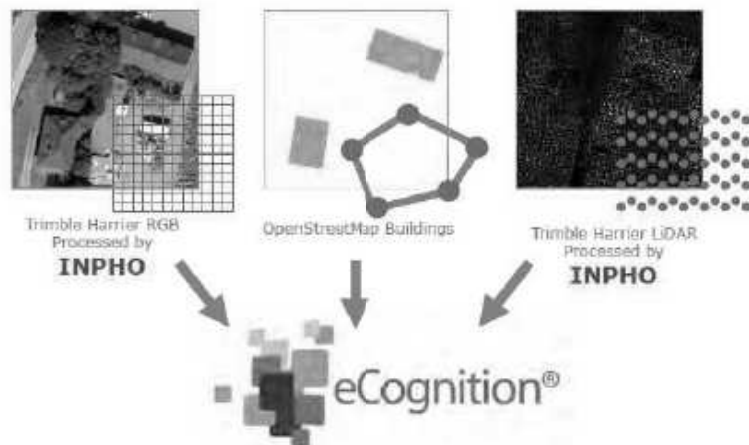 Trimble Harrier RGB
Processed by
INPHO
OpenStreetMap Buildings
Trimble Harrier LiDAR
Processed by
INPHO
eCognition®